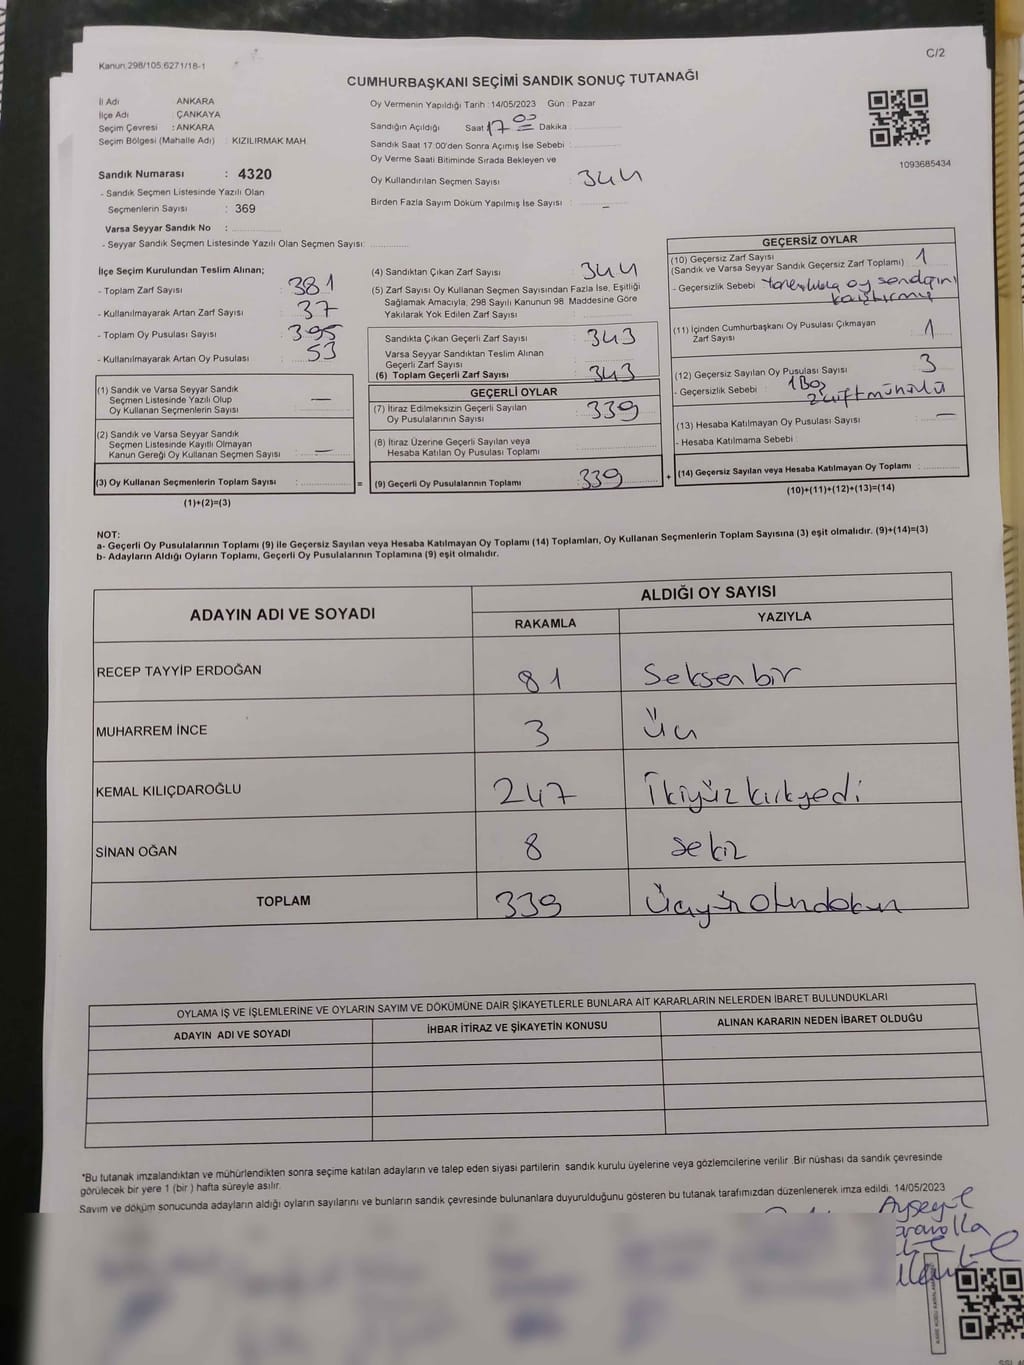 Kanun:298/105,6271/18-1
C/2
CUMHURBAŞKANI SEÇİMİ SANDIK SONUÇ TUTANAĞI
İl Adı ANKARA
İlçe Adı : ÇANKAYA
Seçim Çevresi : ANKARA
Seçim Bölgesi (Mahalle Adı) : KIZILIRMAK MAH
Sandık Numarası : 4320
- Sandık Seçmen Listesinde Yazılı Olan
Seçmenlerin Sayısı : 369
Varsa Seyyar Sandık No :
- Seyyar Sandık Seçmen Listesinde Yazılı Olan Seçmen Sayısı:
Oy Vermenin Yapıldığı Tarih : 14/05/2023 Gün : Pazar
Sandığın Açıldığı Saat 17 00 Dakika
Sandık Saat 17:00'den Sonra Açımış İse Sebebi :
Oy Verme Saati Bitiminde Sırada Bekleyen ve
Oy Kullandırılan Seçmen Sayısı : 344
Birden Fazla Sayım Döküm Yapılmış İse Sayısı : -
1093685434
İlçe Seçim Kurulundan Teslim Alınan;
- Toplam Zarf Sayısı : 381
- Kullanılmayarak Artan Zarf Sayısı : 37
- Toplam Oy Pusulası Sayısı : 395
- Kullanılmayarak Artan Oy Pusulası : 53
(1) Sandık ve Varsa Seyyar Sandık
Seçmen Listesinde Yazılı Olup
Oy Kullanan Seçmenlerin Sayısı : —
(2) Sandık ve Varsa Seyyar Sandık
Seçmen Listesinde Kayıtlı Olmayan
Kanun Gereği Oy Kullanan Seçmen Sayısı : —
(3) Oy Kullanan Seçmenlerin Toplam Sayısı :
(1)+(2)=(3)
=
(4) Sandıktan Çıkan Zarf Sayısı : 344
(5) Zarf Sayısı Oy Kullanan Seçmen Sayısından Fazla İse, Eşitliği
Sağlamak Amacıyla, 298 Sayılı Kanunun 98. Maddesine Göre
Yakılarak Yok Edilen Zarf Sayısı :
Sandıkta Çıkan Geçerli Zarf Sayısı : 343
Varsa Seyyar Sandıktan Teslim Alınan
Geçerli Zarf Sayısı :
(6) Toplam Geçerli Zarf Sayısı : 343
GEÇERLİ OYLAR
(7) İtiraz Edilmeksizin Geçerli Sayılan
Oy Pusulalarının Sayısı : 339
(8) İtiraz Üzerine Geçerli Sayılan veya
Hesaba Katılan Oy Pusulası Toplamı :
(9) Geçerli Oy Pusulalarının Toplamı : 339
+
GEÇERSİZ OYLAR
(10) Geçersiz Zarf Sayısı : 1
(Sandık ve Varsa Seyyar Sandık Geçersiz Zarf Toplamı)
- Geçersizlik Sebebi : Yanlışlıkla oy sandığını
karıştırmış
(11) İçinden Cumhurbaşkanı Oy Pusulası Çıkmayan
Zarf Sayısı : 1
(12) Geçersiz Sayılan Oy Pusulası Sayısı : 3
- Geçersizlik Sebebi : 1 Boş
2 çift mühürlü
(13) Hesaba Katılmayan Oy Pusulası Sayısı : —
- Hesaba Katılmama Sebebi
(14) Geçersiz Sayılan veya Hesaba Katılmayan Oy Toplamı :
(10)+(11)+(12)+(13)=(14)
NOT:
a- Geçerli Oy Pusulalarının Toplamı (9) ile Geçersiz Sayılan veya Hesaba Katılmayan Oy Toplamı (14) Toplamları, Oy Kullanan Seçmenlerin Toplam Sayısına (3) eşit olmalıdır. (9)+(14)=(3)
b- Adayların Aldığı Oyların Toplamı, Geçerli Oy Pusulalarının Toplamına (9) eşit olmalıdır.
ADAYIN ADI VE SOYADI
ALDIĞI OY SAYISI
RAKAMLA YAZIYLA
RECEP TAYYİP ERDOĞAN 81 Seksen bir
MUHARREM İNCE 3 Üç
KEMAL KILIÇDAROĞLU 247 İkiyüz kırkyedi
SİNAN OĞAN 8 sekiz
TOPLAM 339 Üçyüz otuzdokuz
OYLAMA İŞ VE İŞLEMLERİNE VE OYLARIN SAYIM VE DÖKÜMÜNE DAİR ŞİKAYETLERLE BUNLARA AİT KARARLARIN NELERDEN İBARET BULUNDUKLARI
ADAYIN ADI VE SOYADI İHBAR İTİRAZ VE ŞİKAYETİN KONUSU ALINAN KARARIN NEDEN İBARET OLDUĞU
*Bu tutanak imzalandıktan ve mühürlendikten sonra seçime katılan adayların ve talep eden siyasi partilerin sandık kurulu üyelerine veya gözlemcilerine verilir .Bir nüshası da sandık çevresinde
görülecek bir yere 1 (bir ) hafta süreyle asılır.
Sayım ve döküm sonucunda adayların aldığı oyların sayılarını ve bunların sandık çevresinde bulunanlara duyurulduğunu gösteren bu tutanak tarafımızdan düzenlenerek imza edildi. 14/05/2023
Ayşegül